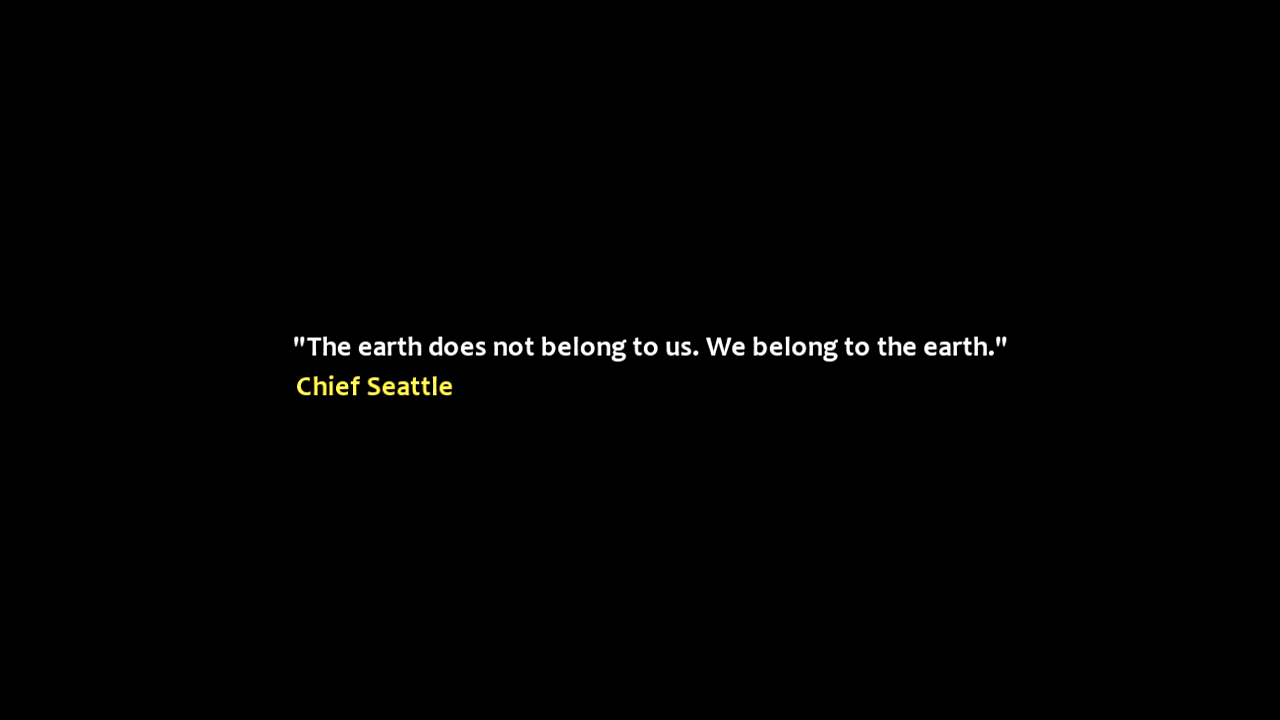 "The earth does not belong to us. We belong to the earth."
Chief Seattle